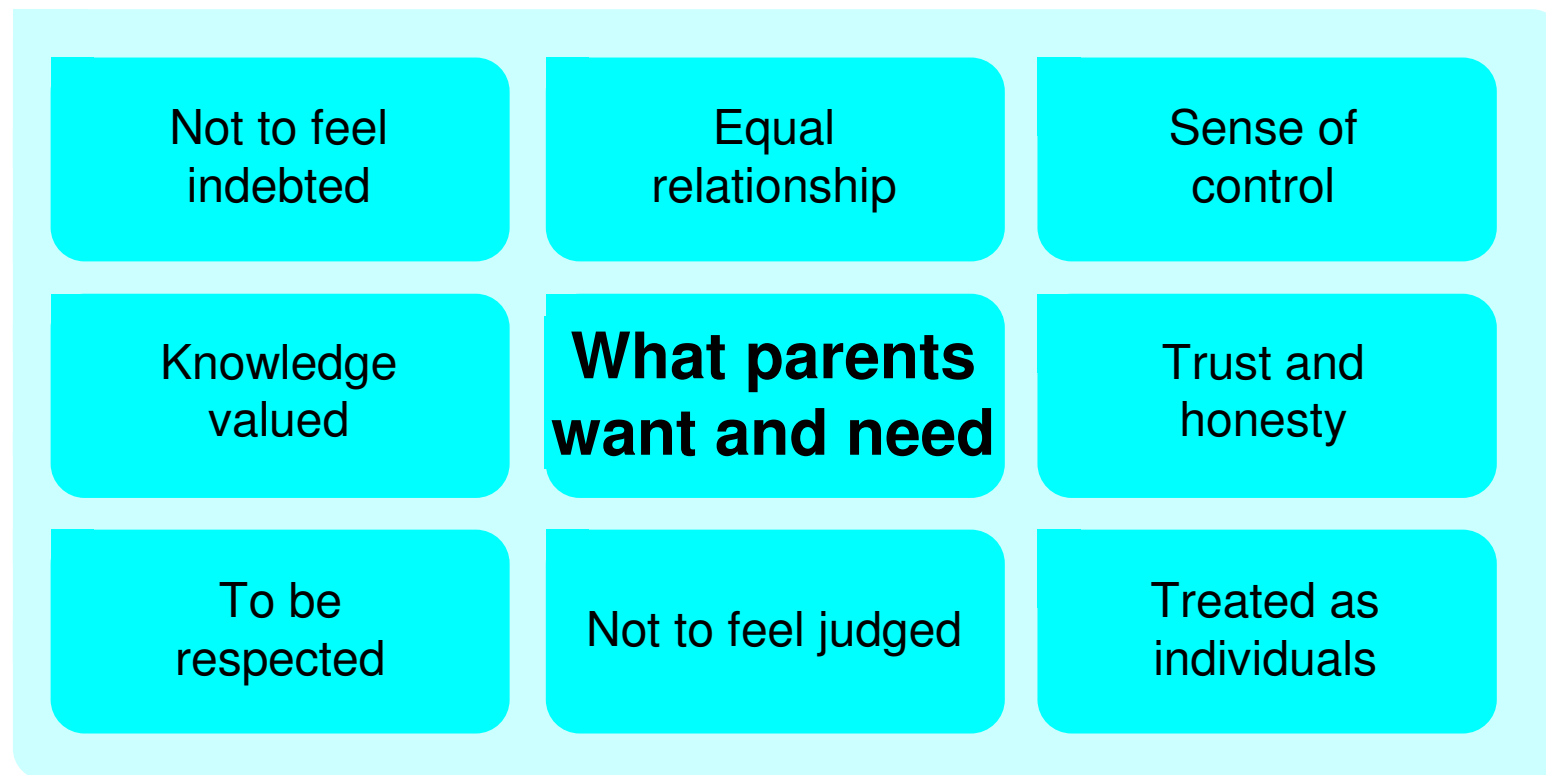 Not to feel
indebted
Equal
relationship
Sense of
control
Knowledge
valued
What parents
want and need
Trust and
honesty
To be
respected
Not to feel judged
Treated as
individuals